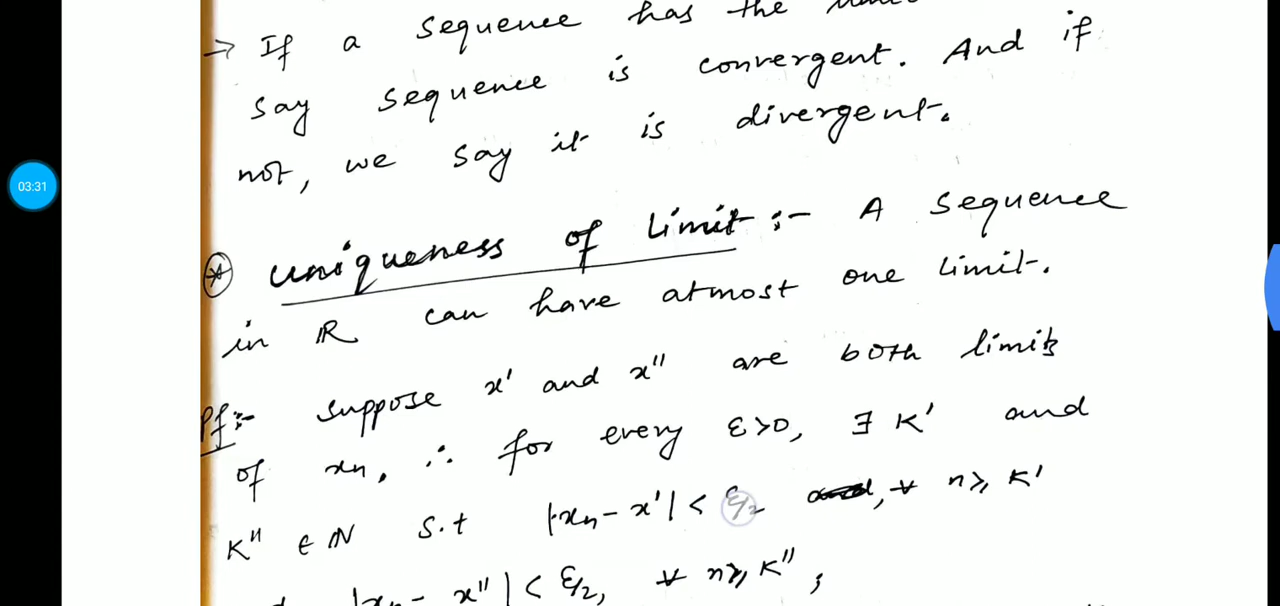 → If a sequence has the
say sequence is convergent. And if
not, we say it is divergent.
03:31
⊛ uniqueness of Limit :- A sequence
in ℝ can have atmost one limit.
Pf:- suppose x' and x'' are both limits
of xn, ∴ for every ε>0, ∃ K' and
K'' ∈ ℕ s.t |xn - x'| < ε/2 , ∀ n ≥ K'
|xn - x''| < ε/2, ∀ n ≥ K'' ;